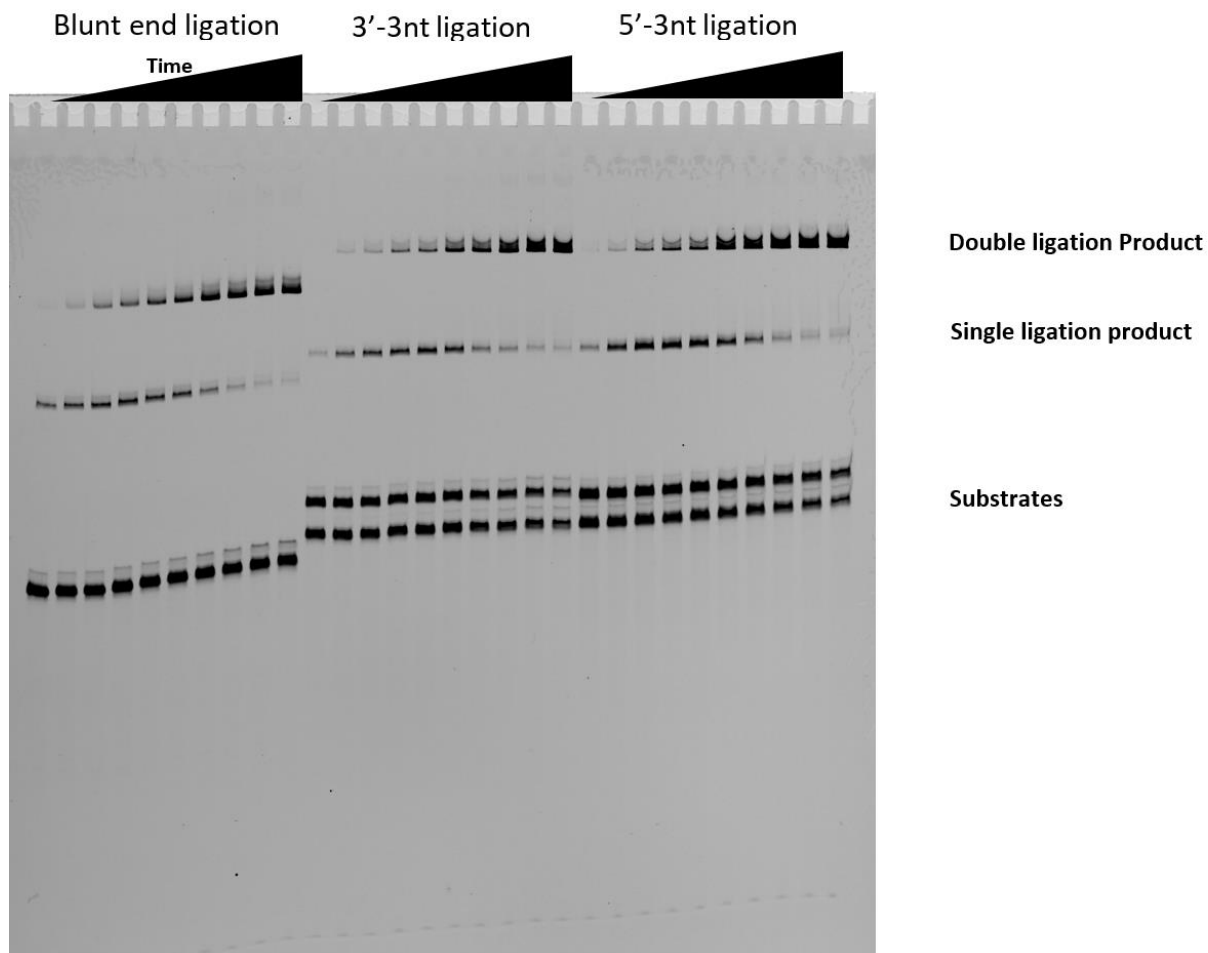 Blunt end ligation
3’-3nt ligation
5’-3nt ligation
Time
Double ligation Product
Single ligation product
Substrates